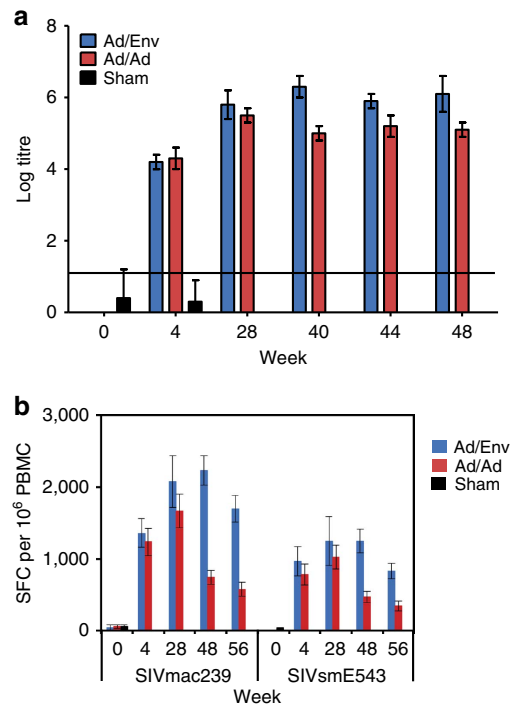 a
Ad/Env
Ad/Ad
Sham
Log titre
8
6
4
2
0
0 4 28 40 44 48
Week
b
3,000
2,000
1,000
0
SFC per 10⁶ PBMC
Ad/Env
Ad/Ad
Sham
0 4 28 48 56 0 4 28 48 56
SIVmac239 SIVsmE543
Week